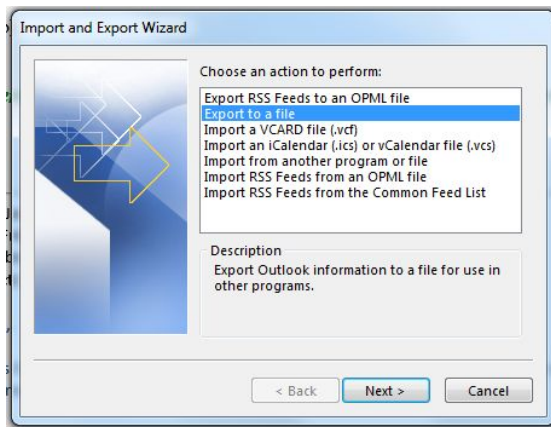 Import and Export Wizard
Choose an action to perform:
Export RSS Feeds to an OPML file
Export to a file
Import a VCARD file (.vcf)
Import an iCalendar (.ics) or vCalendar file (.vcs)
Import from another program or file
Import RSS Feeds from an OPML file
Import RSS Feeds from the Common Feed List
Description
Export Outlook information to a file for use in
other programs.
< Back
Next >
Cancel